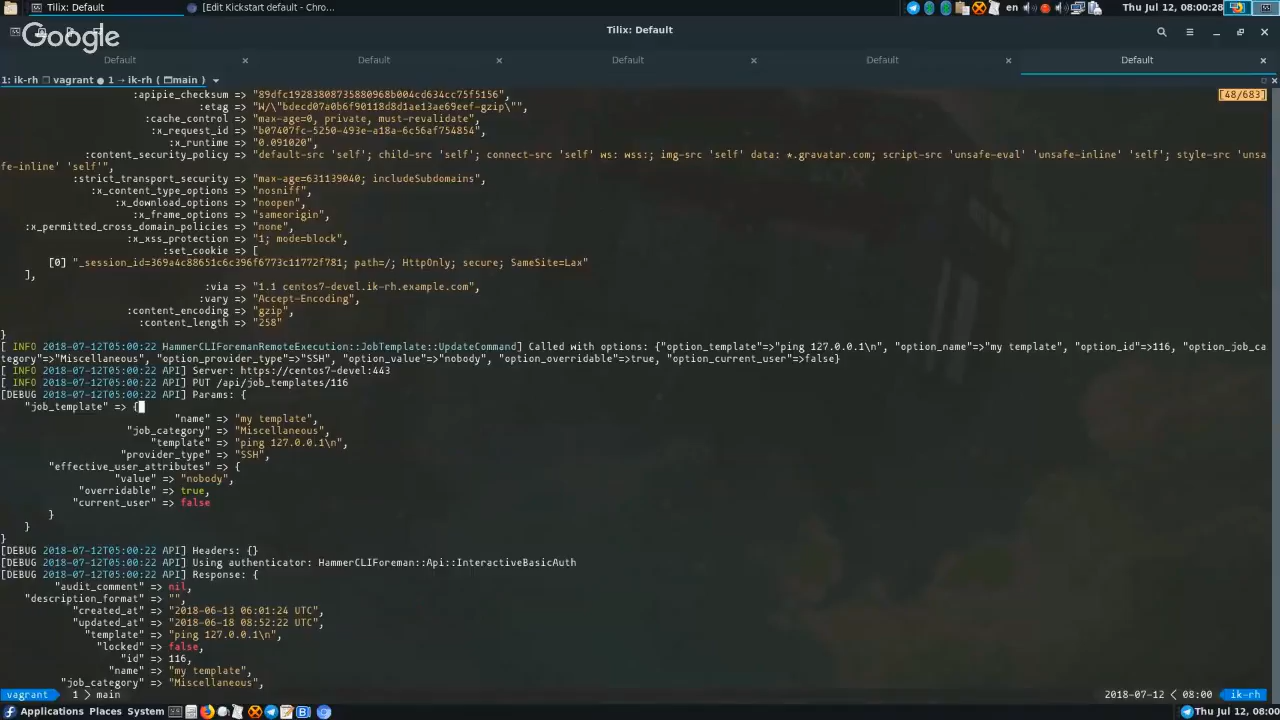 Tilix: Default
[Edit Kickstart default - Chro...
en
Thu Jul 12, 08:00:28
Google
Tilix: Default
Default
Default
Default
Default
Default
1: ik-rh vagrant 1 → ik-rh ( main )
:apipie_checksum => "89dfc19283808735880968b004cd634cc75f5156",
[48/683]
:etag => "W/\"bdecd07a0b6f90118d8d1ae13ae69eef-gzip\"",
:cache_control => "max-age=0, private, must-revalidate",
:x_request_id => "b07407fc-5250-493e-a18a-6c56af754854",
:x_runtime => "0.091020",
:content_security_policy => "default-src 'self'; child-src 'self'; connect-src 'self' ws: wss:; img-src 'self' data: *.gravatar.com; script-src 'unsafe-eval' 'unsafe-inline' 'self'; style-src 'unsa
fe-inline' 'self'",
:strict_transport_security => "max-age=631139040; includeSubdomains",
:x_content_type_options => "nosniff",
:x_download_options => "noopen",
:x_frame_options => "sameorigin",
:x_permitted_cross_domain_policies => "none",
:x_xss_protection => "1; mode=block",
:set_cookie => [
[0] "_session_id=369a4c88651c6c396f6773c11772f781; path=/; HttpOnly; secure; SameSite=Lax"
],
:via => "1.1 centos7-devel.ik-rh.example.com",
:vary => "Accept-Encoding",
:content_encoding => "gzip",
:content_length => "258"
}
[ INFO 2018-07-12T05:00:22 HammerCLIForemanRemoteExecution::JobTemplate::UpdateCommand] Called with options: {"option_template"=>"ping 127.0.0.1\n", "option_name"=>"my template", "option_id"=>116, "option_job_ca
tegory"=>"Miscellaneous", "option_provider_type"=>"SSH", "option_value"=>"nobody", "option_overridable"=>true, "option_current_user"=>false}
[ INFO 2018-07-12T05:00:22 API] Server: https://centos7-devel:443
[ INFO 2018-07-12T05:00:22 API] PUT /api/job_templates/116
[DEBUG 2018-07-12T05:00:22 API] Params: {
"job_template" => {
"name" => "my template",
"job_category" => "Miscellaneous",
"template" => "ping 127.0.0.1\n",
"provider_type" => "SSH",
"effective_user_attributes" => {
"value" => "nobody",
"overridable" => true,
"current_user" => false
}
}
}
[DEBUG 2018-07-12T05:00:22 API] Headers: {}
[DEBUG 2018-07-12T05:00:22 API] Using authenticator: HammerCLIForeman::Api::InteractiveBasicAuth
[DEBUG 2018-07-12T05:00:22 API] Response: {
"audit_comment" => nil,
"description_format" => "",
"created_at" => "2018-06-13 06:01:24 UTC",
"updated_at" => "2018-06-18 08:52:22 UTC",
"template" => "ping 127.0.0.1\n",
"locked" => false,
"id" => 116,
"name" => "my template",
"job_category" => "Miscellaneous",
vagrant 1 > main
2018-07-12 < 08:00 ik-rh
Applications Places System
Thu Jul 12, 08:00